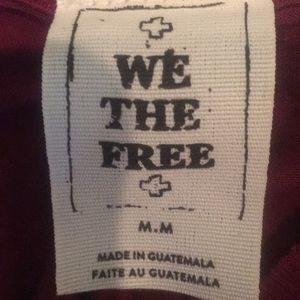 WE
THE
FREE
M.M
MADE IN GUATEMALA
FAITE AU GUATEMALA